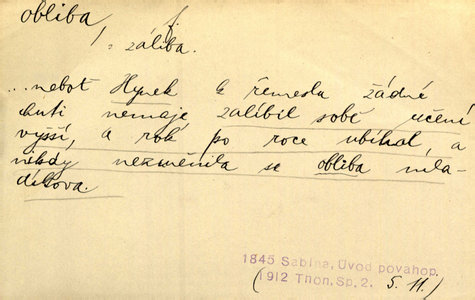 obliba, f.
= záliba.
...neboť Hynek k řemeslu žádné
chuti nemaje zalíbil sobě učení
vyšší, a rok po roce ubíhal, a
nikdy nezměnila se obliba mla-
díkova.
1845 Sabina, Úvod povahop.
(1912 Thon, Sp. 2. 5. 11.)